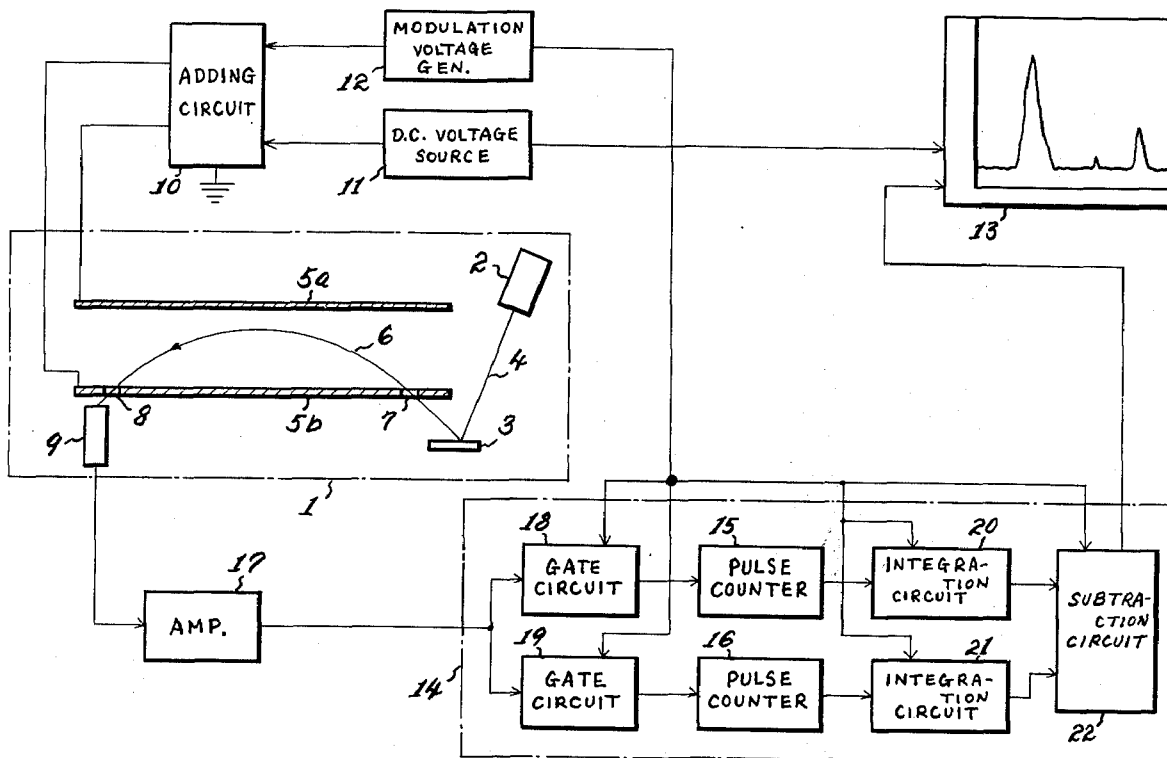 MODULATION
VOLTAGE
GEN.
12
ADDING
CIRCUIT
10
D.C. VOLTAGE
SOURCE
11
13
2
5a
6
4
8
5b
7
3
9
1
17
AMP.
18
GATE
CIRCUIT
15
PULSE
COUNTER
20
INTEGRA-
TION
CIRCUIT
SUBTRA-
CTION
CIRCUIT
22
19
GATE
CIRCUIT
16
PULSE
COUNTER
21
INTEGRA-
TION
CIRCUIT
14